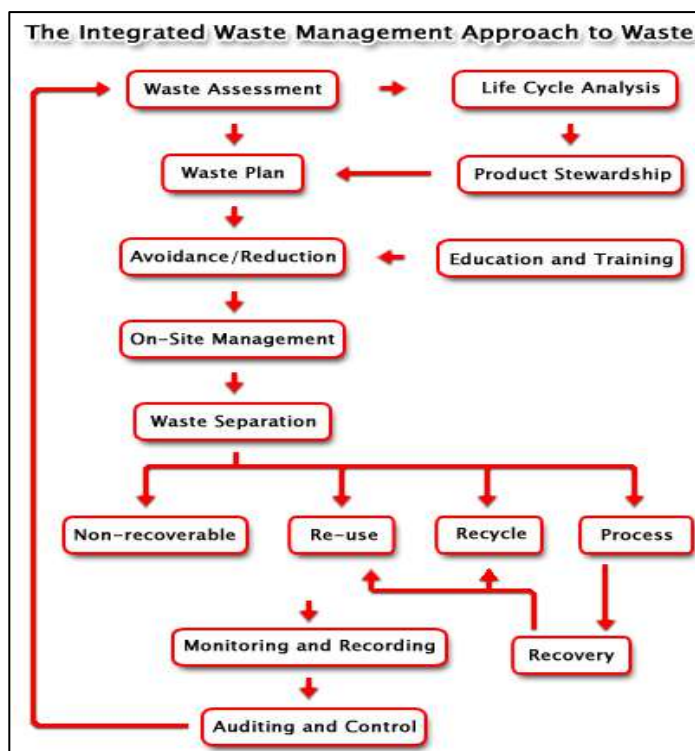 The Integrated Waste Management Approach to Waste
Waste Assessment
Life Cycle Analysis
Waste Plan
Product Stewardship
Avoidance/Reduction
Education and Training
On-Site Management
Waste Separation
Non-recoverable
Re-use
Recycle
Process
Monitoring and Recording
Recovery
Auditing and Control